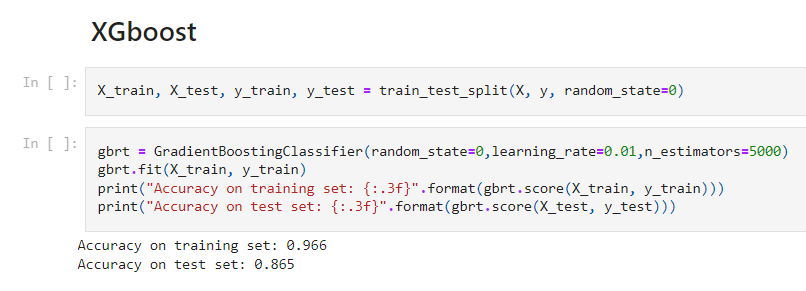 XGboost
In [ ]:
X_train, X_test, y_train, y_test = train_test_split(X, y, random_state=0)
In [ ]:
gbrt = GradientBoostingClassifier(random_state=0,learning_rate=0.01,n_estimators=5000)
gbrt.fit(X_train, y_train)
print("Accuracy on training set: {:.3f}".format(gbrt.score(X_train, y_train)))
print("Accuracy on test set: {:.3f}".format(gbrt.score(X_test, y_test)))
Accuracy on training set: 0.966
Accuracy on test set: 0.865